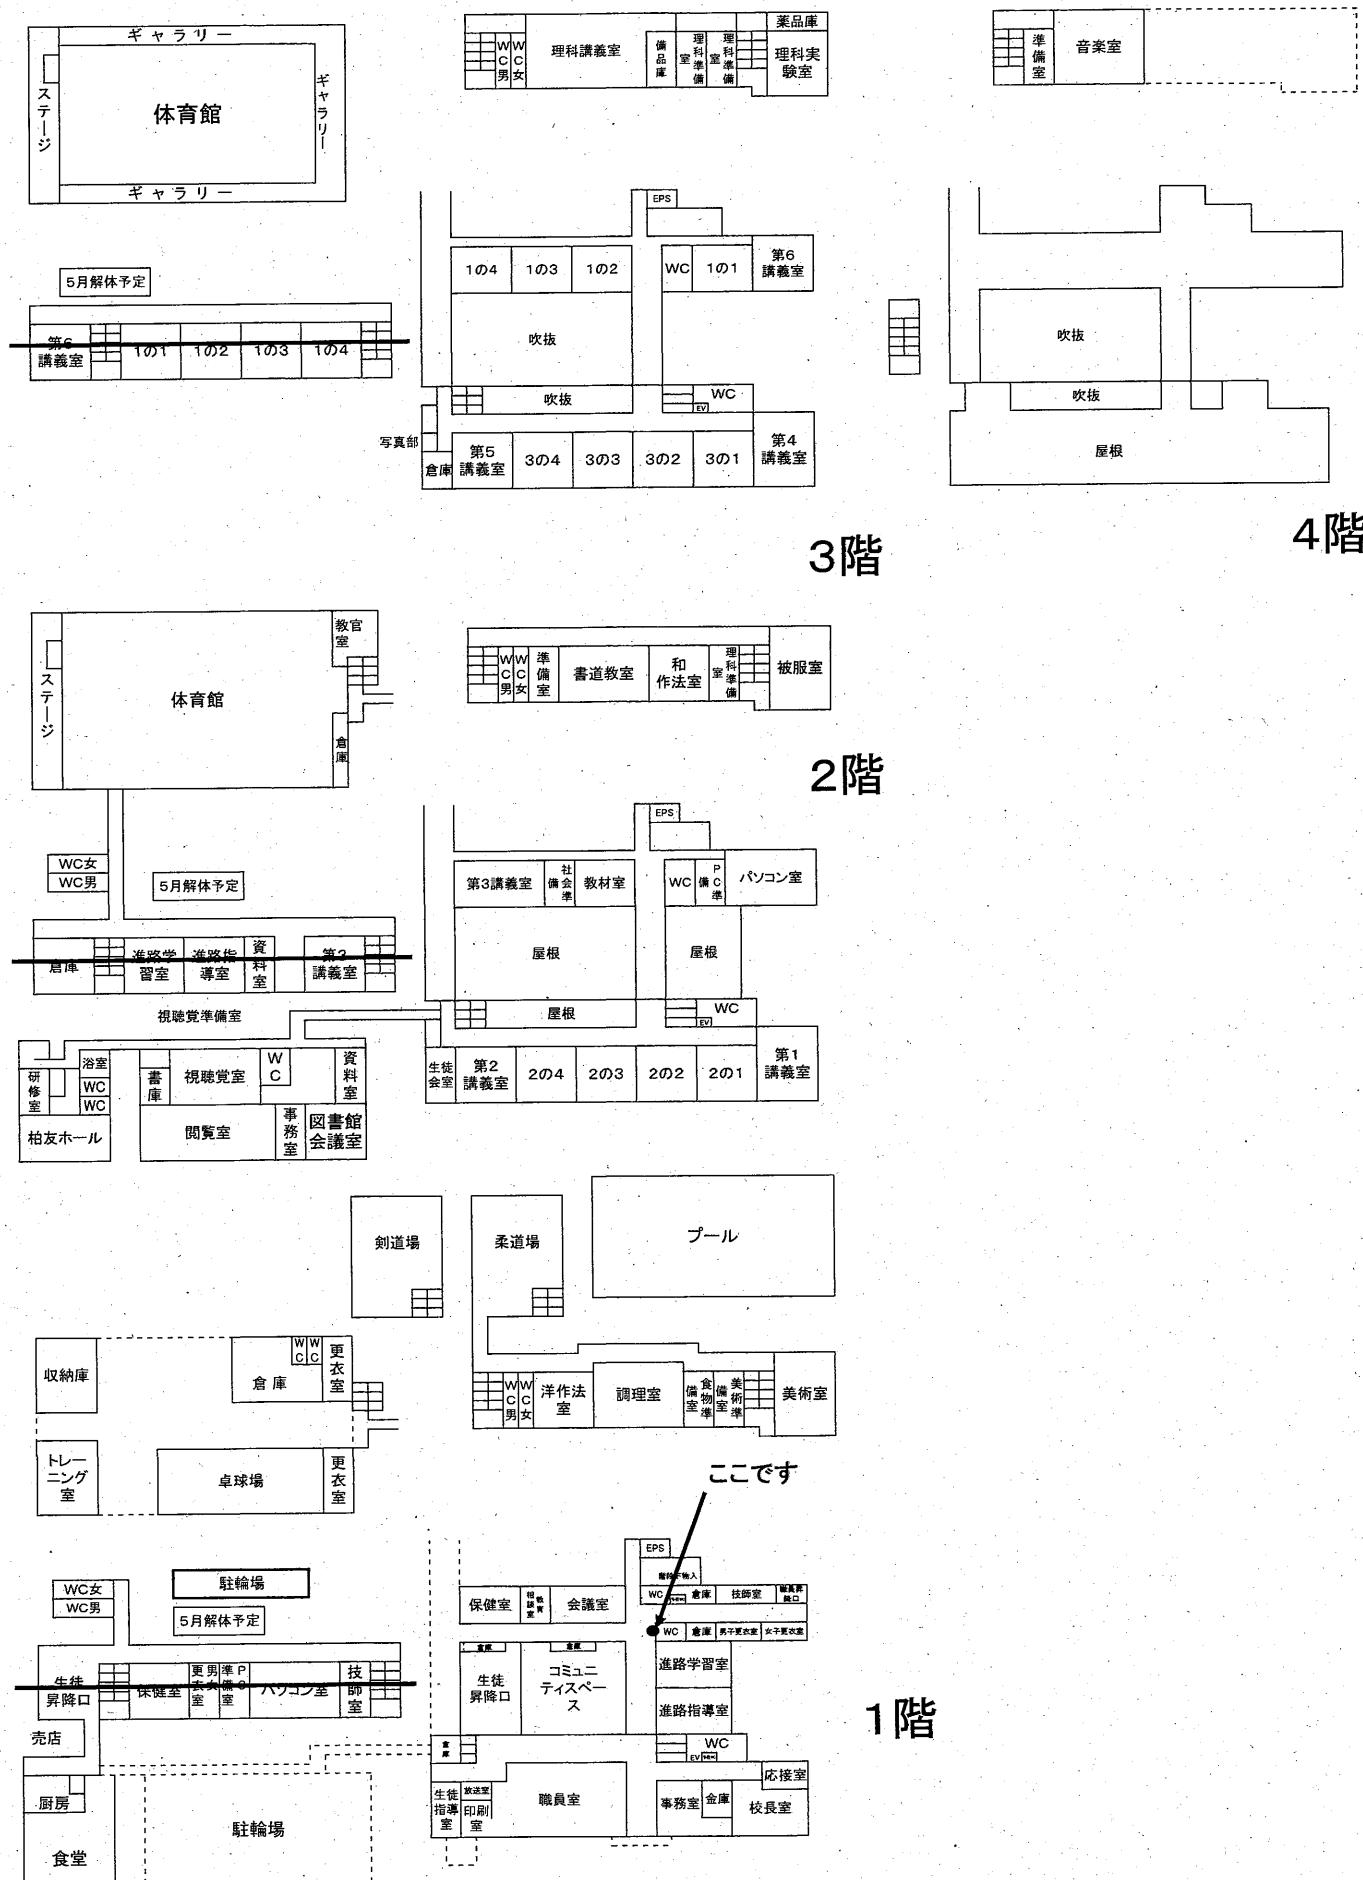 ギャラリー
ステージ
体育館
ギャラリー
ギャラリー
5月解体予定
第6
講義室
1の1
1の2
1の3
1の4
WC男
WC女
理科講義室
備品庫
理科準備室
理科準備室
薬品庫
理科実
験室
EPS
1の4
1の3
1の2
WC
1の1
第6
講義室
吹抜
吹抜
WC
EV
写真部
倉庫
第5
講義室
3の4
3の3
3の2
3の1
第4
講義室
3階
準備室
音楽室
吹抜
吹抜
屋根
4階
ステージ
体育館
教官
室
倉庫
WC男
WC女
準備室
書道教室
和
作法室
理科準備室
被服室
2階
WC女
WC男
5月解体予定
倉庫
進路学
習室
進路指
導室
資料室
第3
講義室
視聴覚準備室
研修室
浴室
WC
WC
柏友ホール
書庫
視聴覚室
WC
資料室
閲覧室
事務室
図書館
会議室
EPS
第3講義室
社会準備
教材室
WC
PC準備
パソコン室
屋根
屋根
屋根
WC
EV
生徒
会室
第2
講義室
2の4
2の3
2の2
2の1
第1
講義室
剣道場
柔道場
プール
収納庫
WC
WC
更衣室
倉庫
トレー
ニング
室
卓球場
更衣室
WC男
WC女
洋作法
室
調理室
食物準備室
美術準備室
美術室
ここです
WC女
WC男
駐輪場
5月解体予定
生徒
昇降口
保健室
男女更衣室
PC準備室
パソコン室
技師室
売店
厨房
食堂
駐輪場
EPS
保健室
教育相談室
会議室
WC
倉庫
技師室
職員昇
降口
WC
倉庫
男子更衣室
女子更衣室
倉庫
倉庫
生徒
昇降口
コミュニ
ティスペー
ス
進路学習室
進路指導室
WC
EV
倉庫
生徒
指導
室
放送室
印刷
室
職員室
事務室
金庫
応接室
校長室
1階